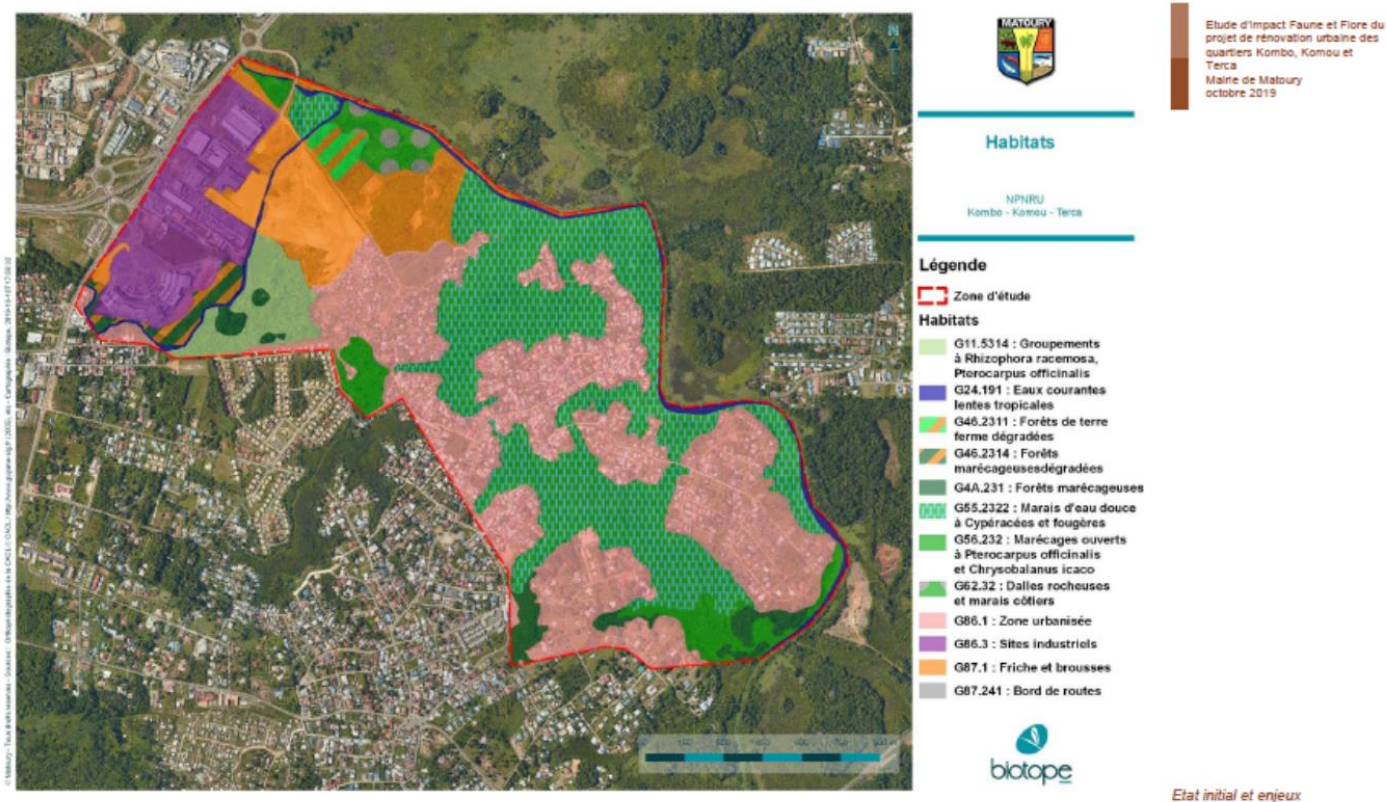 MATOURY
Habitats
NPNRU
Kombo - Komou - Terca
Légende
Zone d'étude
Habitats
G11.5314 : Groupements
à Rhizophora racemosa,
Pterocarpus officinalis
G24.191 : Eaux courantes
lentes tropicales
G46.2311 : Forêts de terre
ferme dégradées
G46.2314 : Forêts
marécageusesdégradées
G4A.231 : Forêts marécageuses
G55.2322 : Marais d'eau douce
à Cypéracées et fougères
G56.232 : Marécages ouverts
à Pterocarpus officinalis
et Chrysobalanus icaco
G62.32 : Dalles rocheuses
et marais côtiers
G86.1 : Zone urbanisée
G86.3 : Sites industriels
G87.1 : Friche et brousses
G87.241 : Bord de routes
biotope
Etude d'Impact Faune et Flore du
projet de rénovation urbaine des
quartiers Kombo, Komou et
Terca
Mairie de Matoury
octobre 2019
Etat initial et enjeux
N